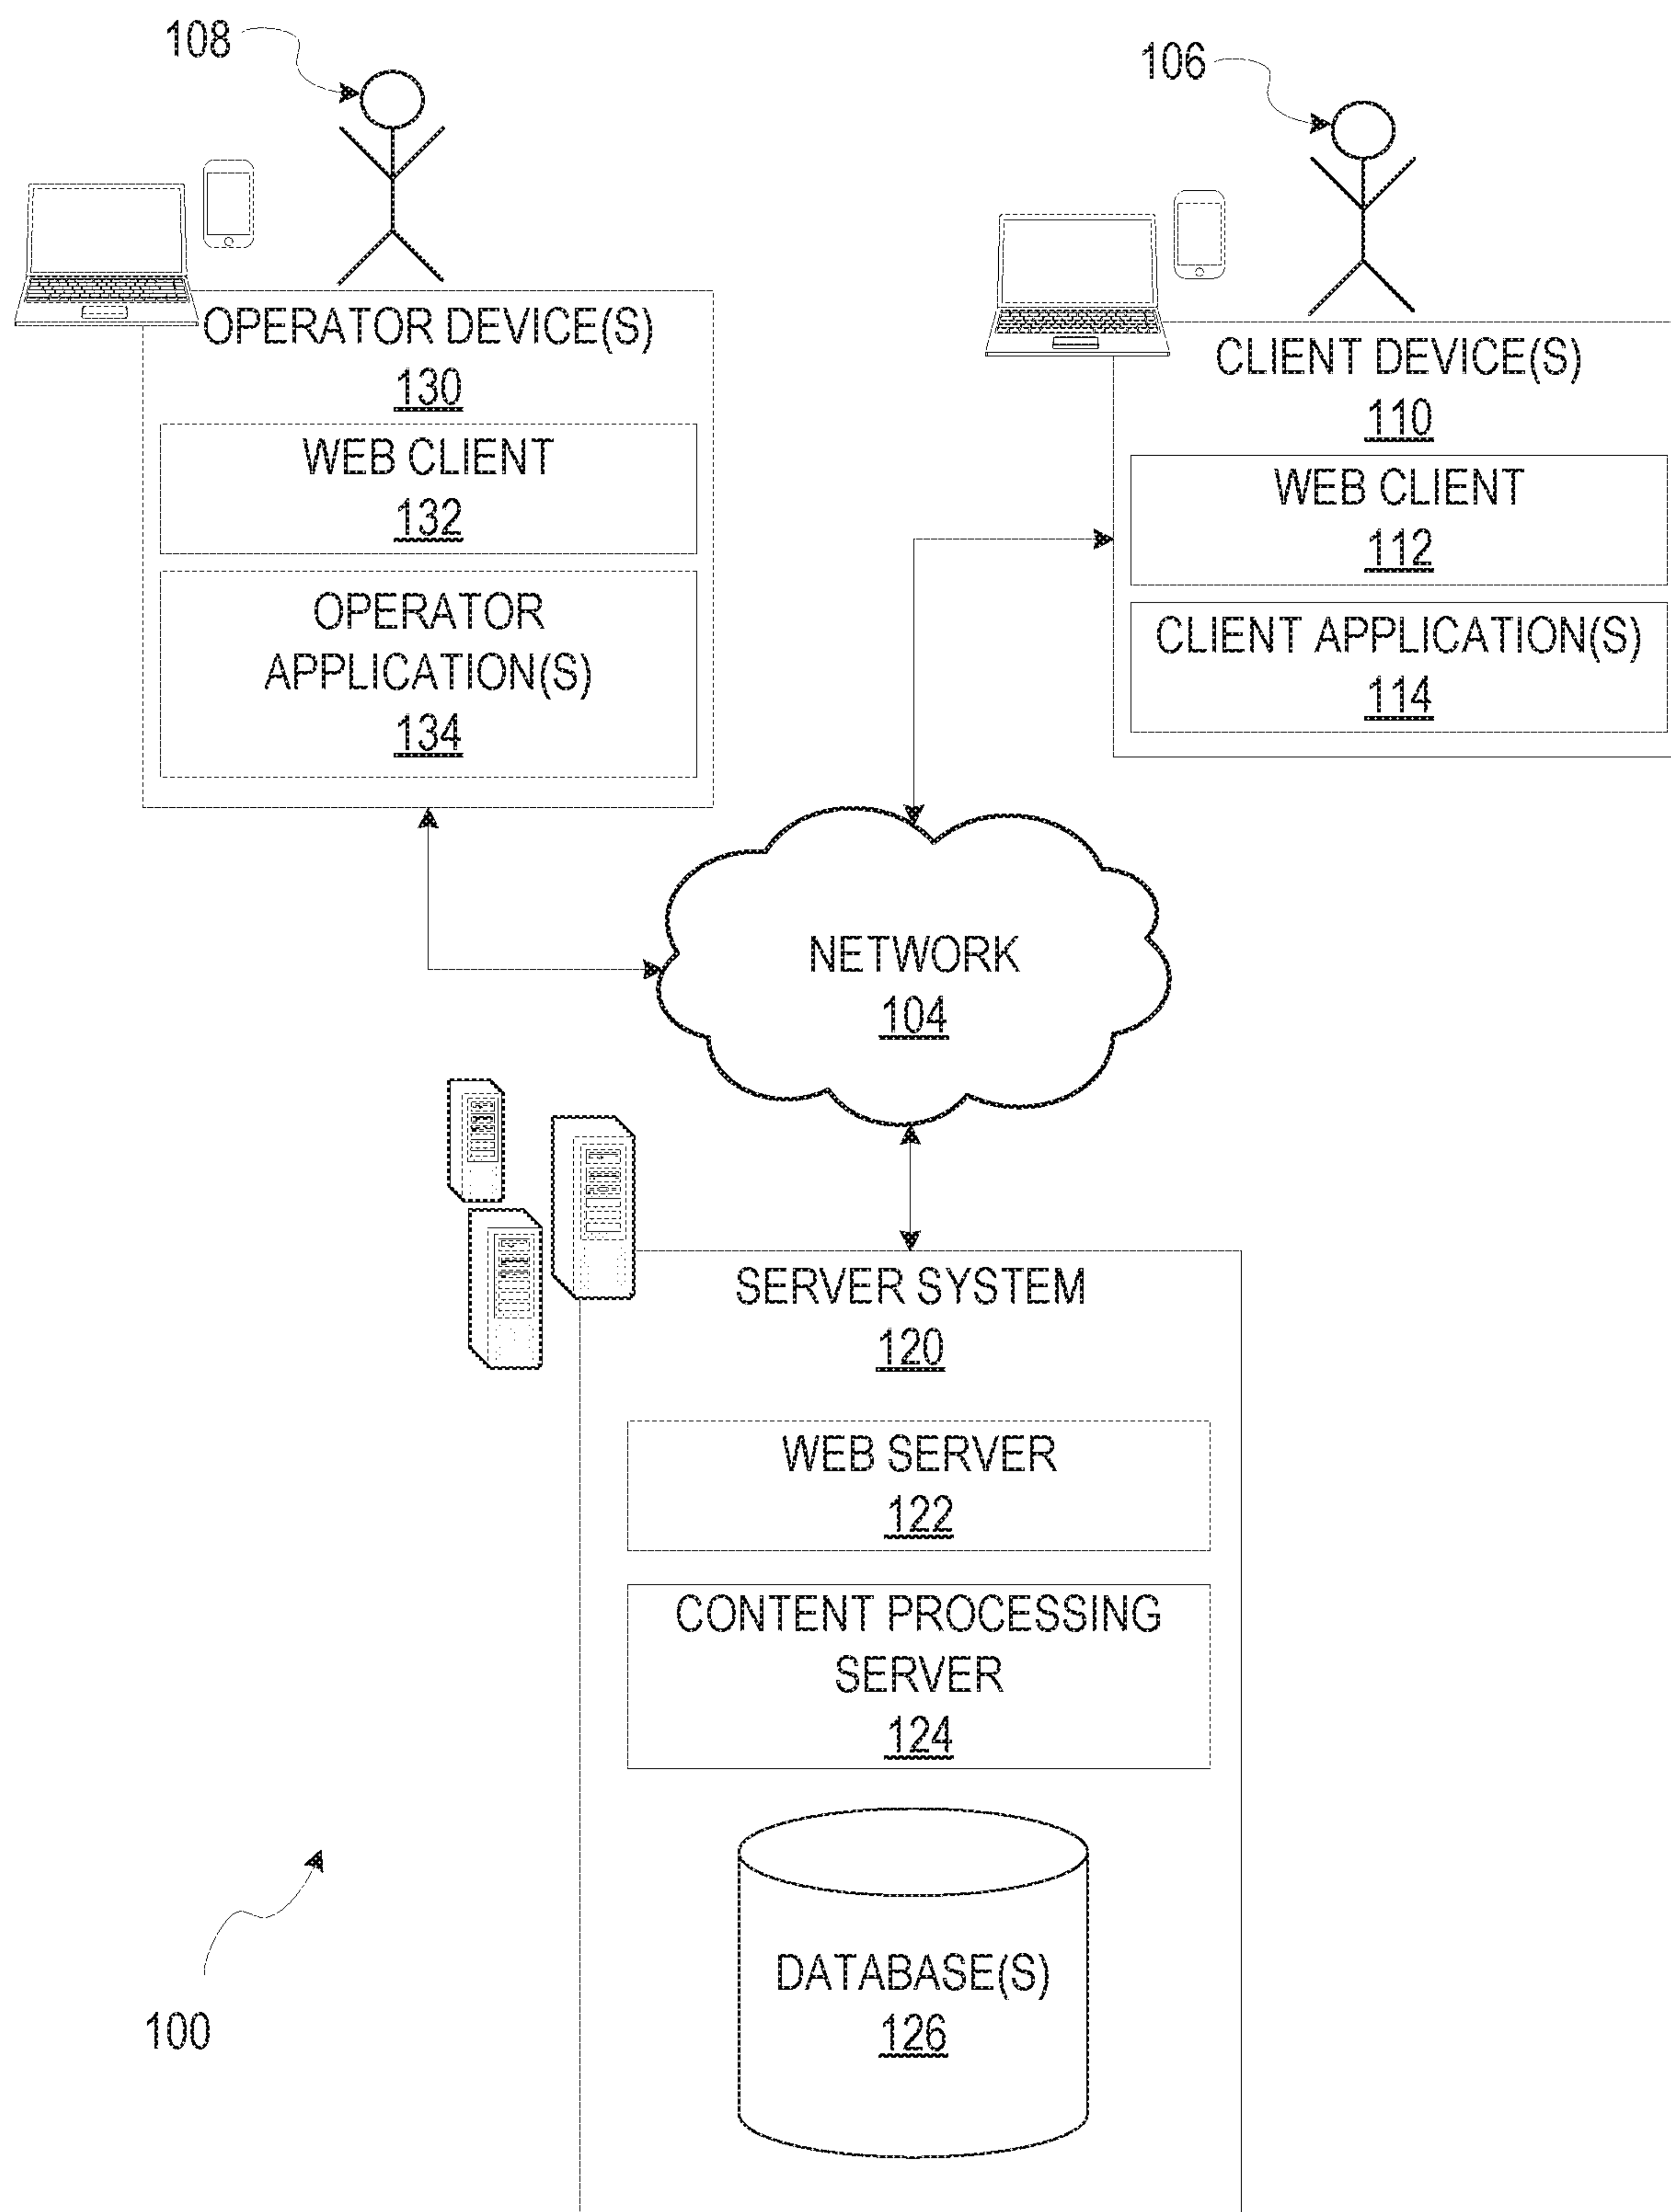 108
OPERATOR DEVICE(S)
130
WEB CLIENT
132
OPERATOR
APPLICATION(S)
134
106
CLIENT DEVICE(S)
110
WEB CLIENT
112
CLIENT APPLICATION(S)
114
NETWORK
104
SERVER SYSTEM
120
WEB SERVER
122
CONTENT PROCESSING
SERVER
124
DATABASE(S)
126
100